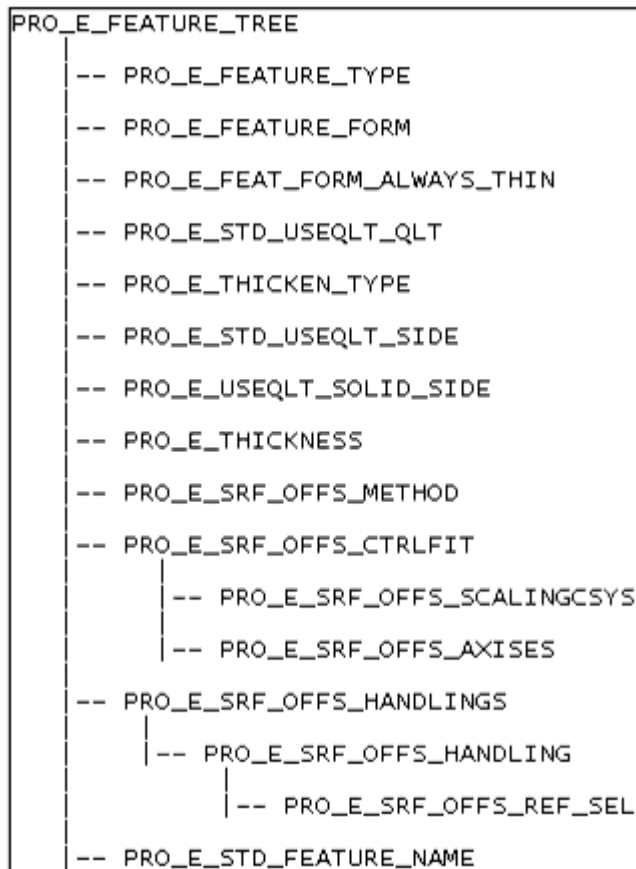 PRO_E_FEATURE_TREE
|-- PRO_E_FEATURE_TYPE
|-- PRO_E_FEATURE_FORM
|-- PRO_E_FEAT_FORM_ALWAYS_THIN
|-- PRO_E_STD_USEQLT_QLT
|-- PRO_E_THICKEN_TYPE
|-- PRO_E_STD_USEQLT_SIDE
|-- PRO_E_USEQLT_SOLID_SIDE
|-- PRO_E_THICKNESS
|-- PRO_E_SRF_OFFS_METHOD
|-- PRO_E_SRF_OFFS_CTRLFIT
|-- PRO_E_SRF_OFFS_SCALINGCSYS
|-- PRO_E_SRF_OFFS_AXISES
|-- PRO_E_SRF_OFFS_HANDLINGS
|-- PRO_E_SRF_OFFS_HANDLING
|-- PRO_E_SRF_OFFS_REF_SEL
|-- PRO_E_STD_FEATURE_NAME